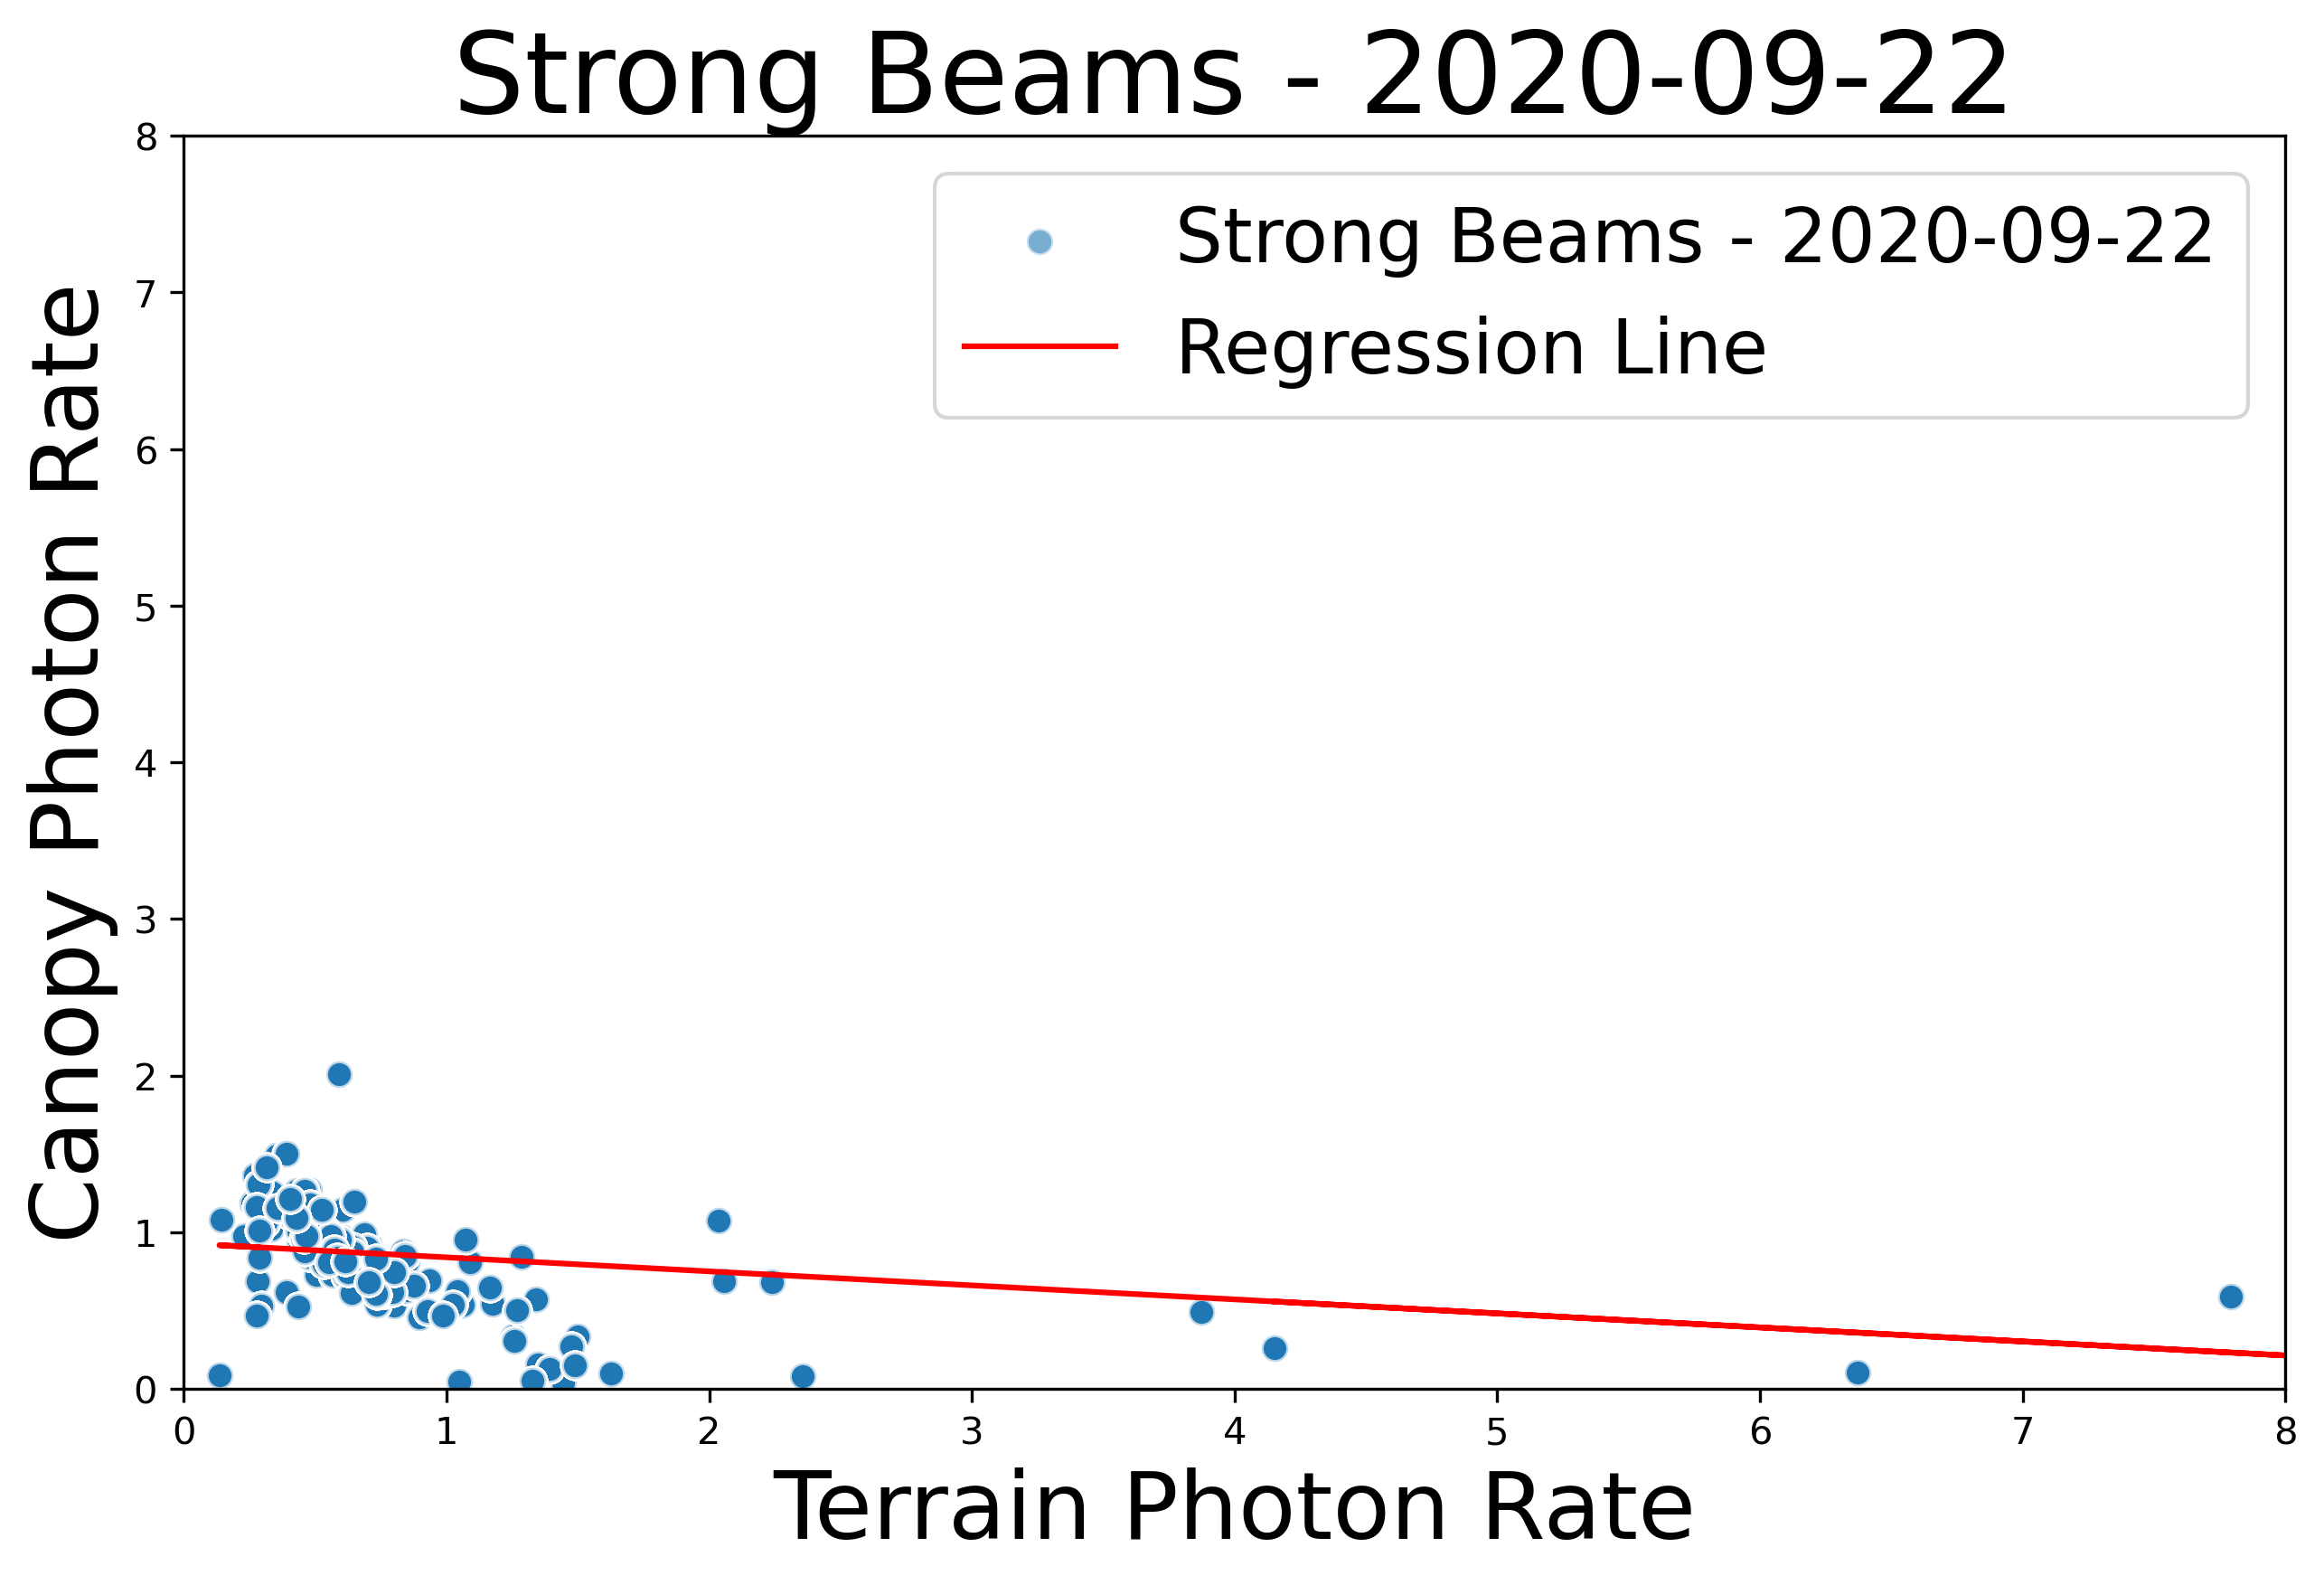 Strong Beams - 2020-09-22
Strong Beams - 2020-09-22
Regression Line
Canopy Photon Rate
8
7
6
5
4
3
2
1
0
0 1 2 3 4 5 6 7 8
Terrain Photon Rate